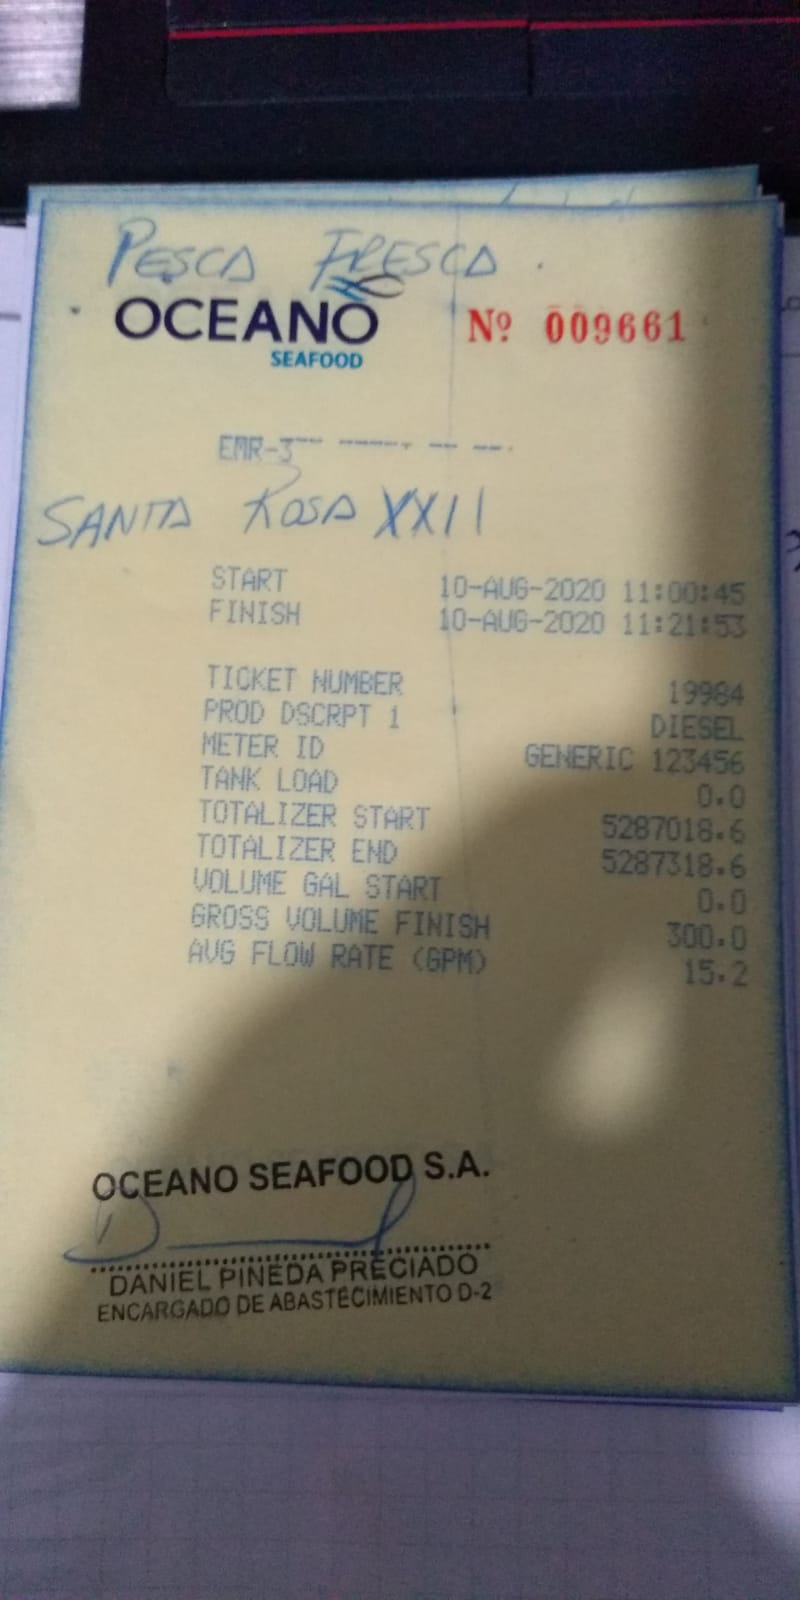 PESCA FRESCA.
OCEANO
SEAFOOD
Nº 009661
EMR-3
SANTA ROSA XXII
START 10-AUG-2020 11:00:45
FINISH 10-AUG-2020 11:21:53
TICKET NUMBER 19984
PROD DSCRPT 1 DIESEL
METER ID GENERIC 123456
TANK LOAD 0.0
TOTALIZER START 5287018.6
TOTALIZER END 5287318.6
VOLUME GAL START 0.0
GROSS VOLUME FINISH 300.0
AVG FLOW RATE (GPM) 15.2
OCEANO SEAFOOD S.A.
DANIEL PINEDA PRECIADO
ENCARGADO DE ABASTECIMIENTO D-2